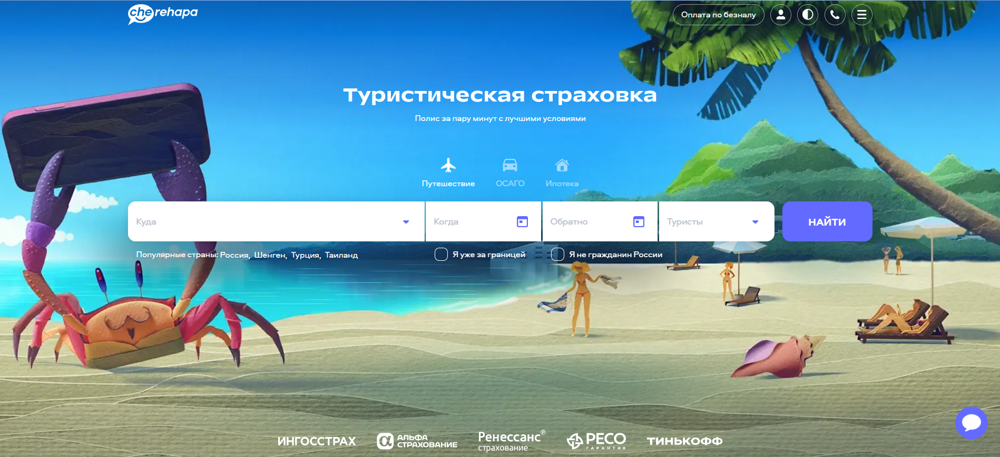 cherehapa
Оплата по безналу
Туристическая страховка
Полис за пару минут с лучшими условиями
Путешествие
ОСАГО
Ипотека
Куда
Когда
Обратно
Туристы
НАЙТИ
Популярные страны: Россия, Шенген, Турция, Таиланд
Я уже за границей
Я не гражданин России
ИНГОССТРАХ
АЛЬФА
СТРАХОВАНИЕ
Ренессанс®
страхование
РЕСО
ГАРАНТИЯ
ТИНЬКОФФ